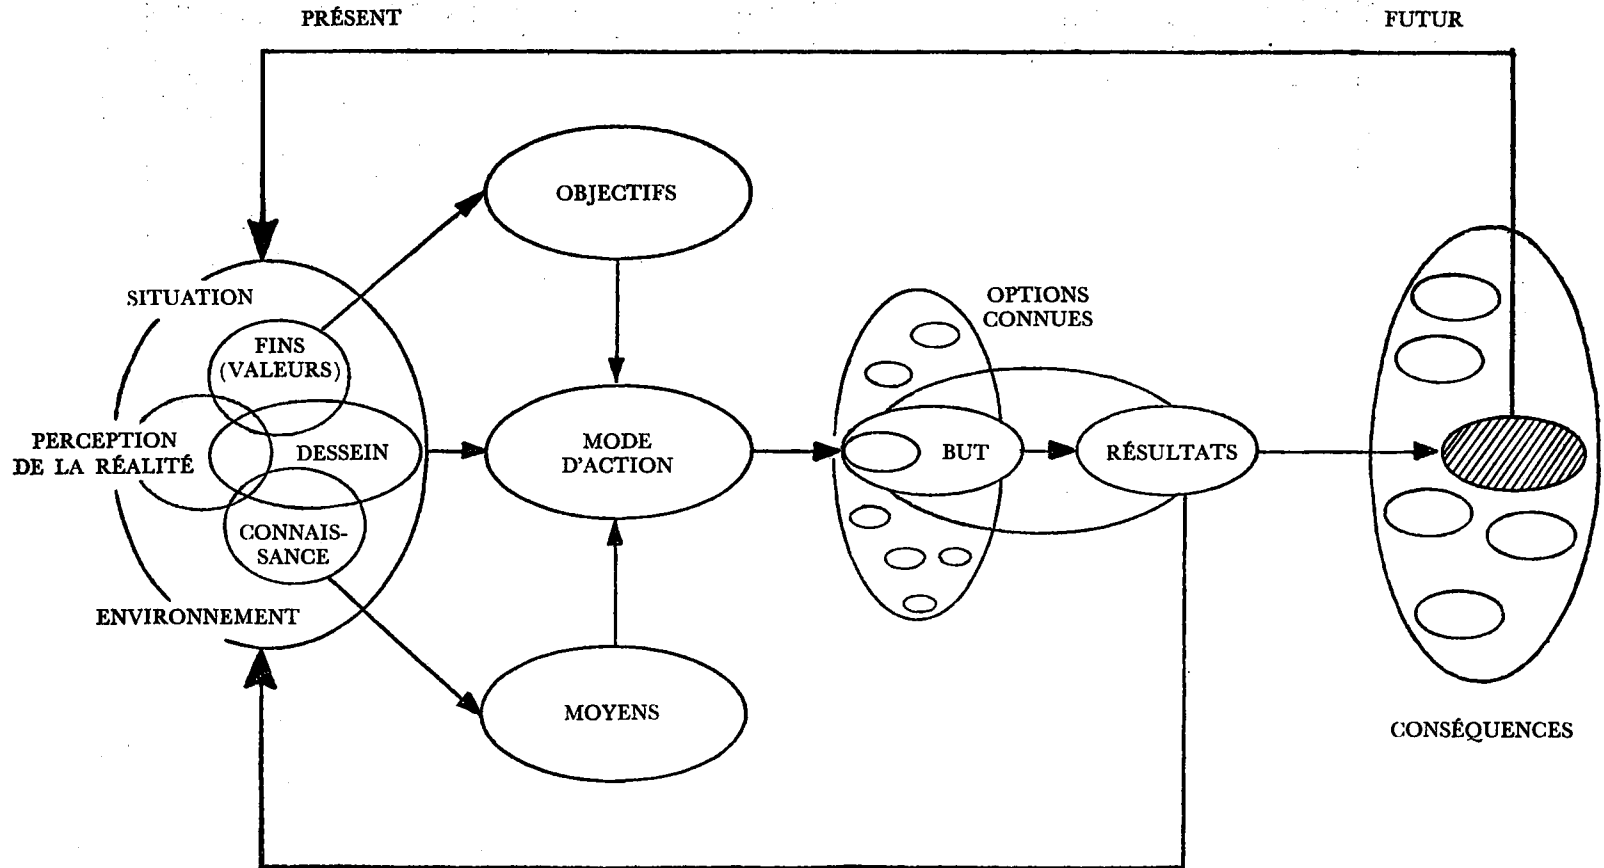 PRÉSENT
FUTUR
OBJECTIFS
SITUATION
OPTIONS
CONNUES
FINS
(VALEURS)
PERCEPTION
DE LA RÉALITÉ
DESSEIN
MODE
D'ACTION
BUT
RÉSULTATS
CONNAIS-
SANCE
ENVIRONNEMENT
MOYENS
CONSÉQUENCES